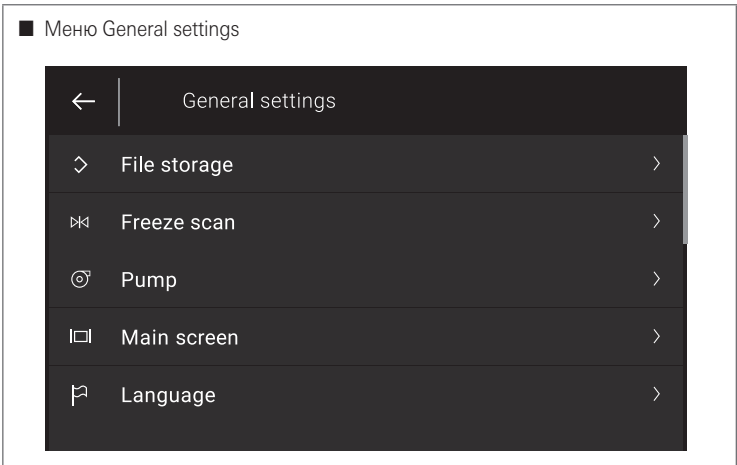 ■ Меню General settings
General settings
File storage
Freeze scan
Pump
Main screen
Language